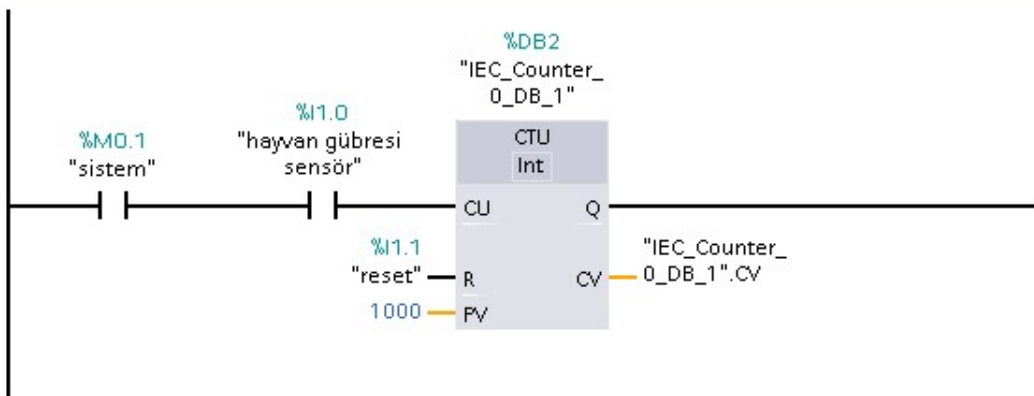 %DB2
"IEC_Counter_
0_DB_1"
%M0.1
"sistem"
%I1.0
"hayvan gübresi
sensör"
CTU
Int
CU
Q
%I1.1
"reset"
R
CV
"IEC_Counter_
0_DB_1".CV
1000
PV